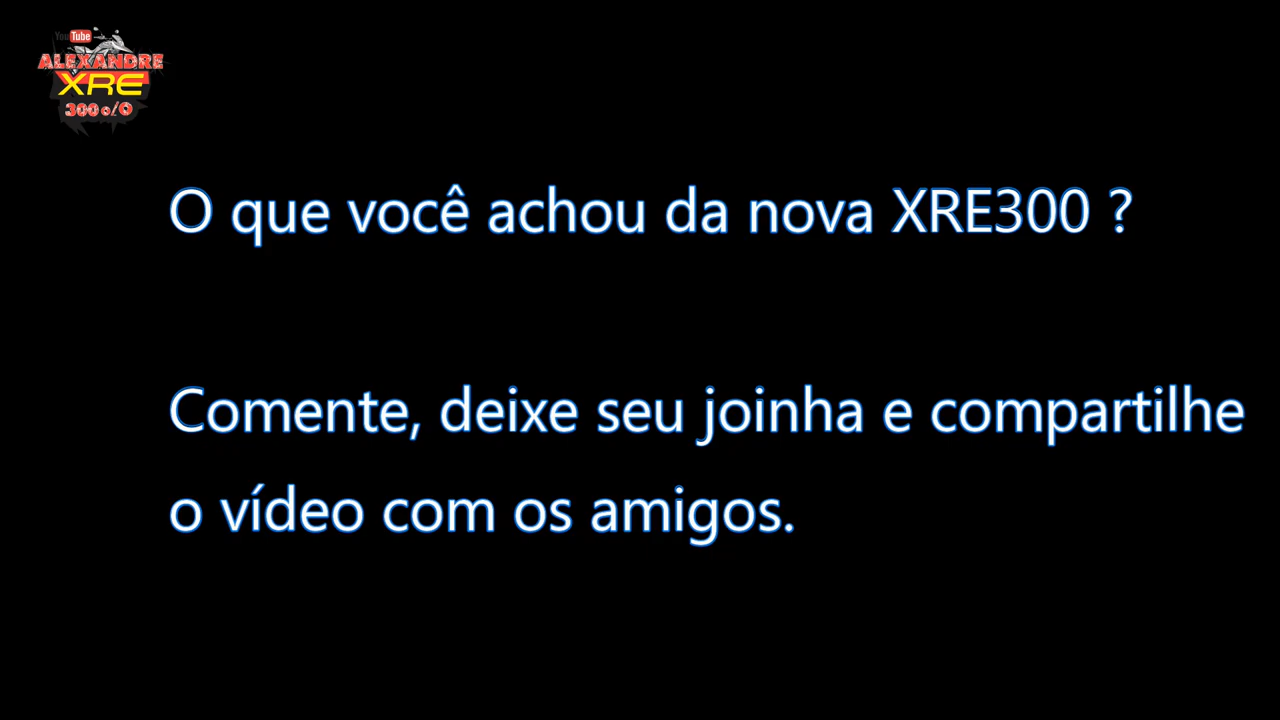 YouTube
ALEXANDRE
XRE
300 o/O
O que você achou da nova XRE300 ?
Comente, deixe seu joinha e compartilhe
o vídeo com os amigos.